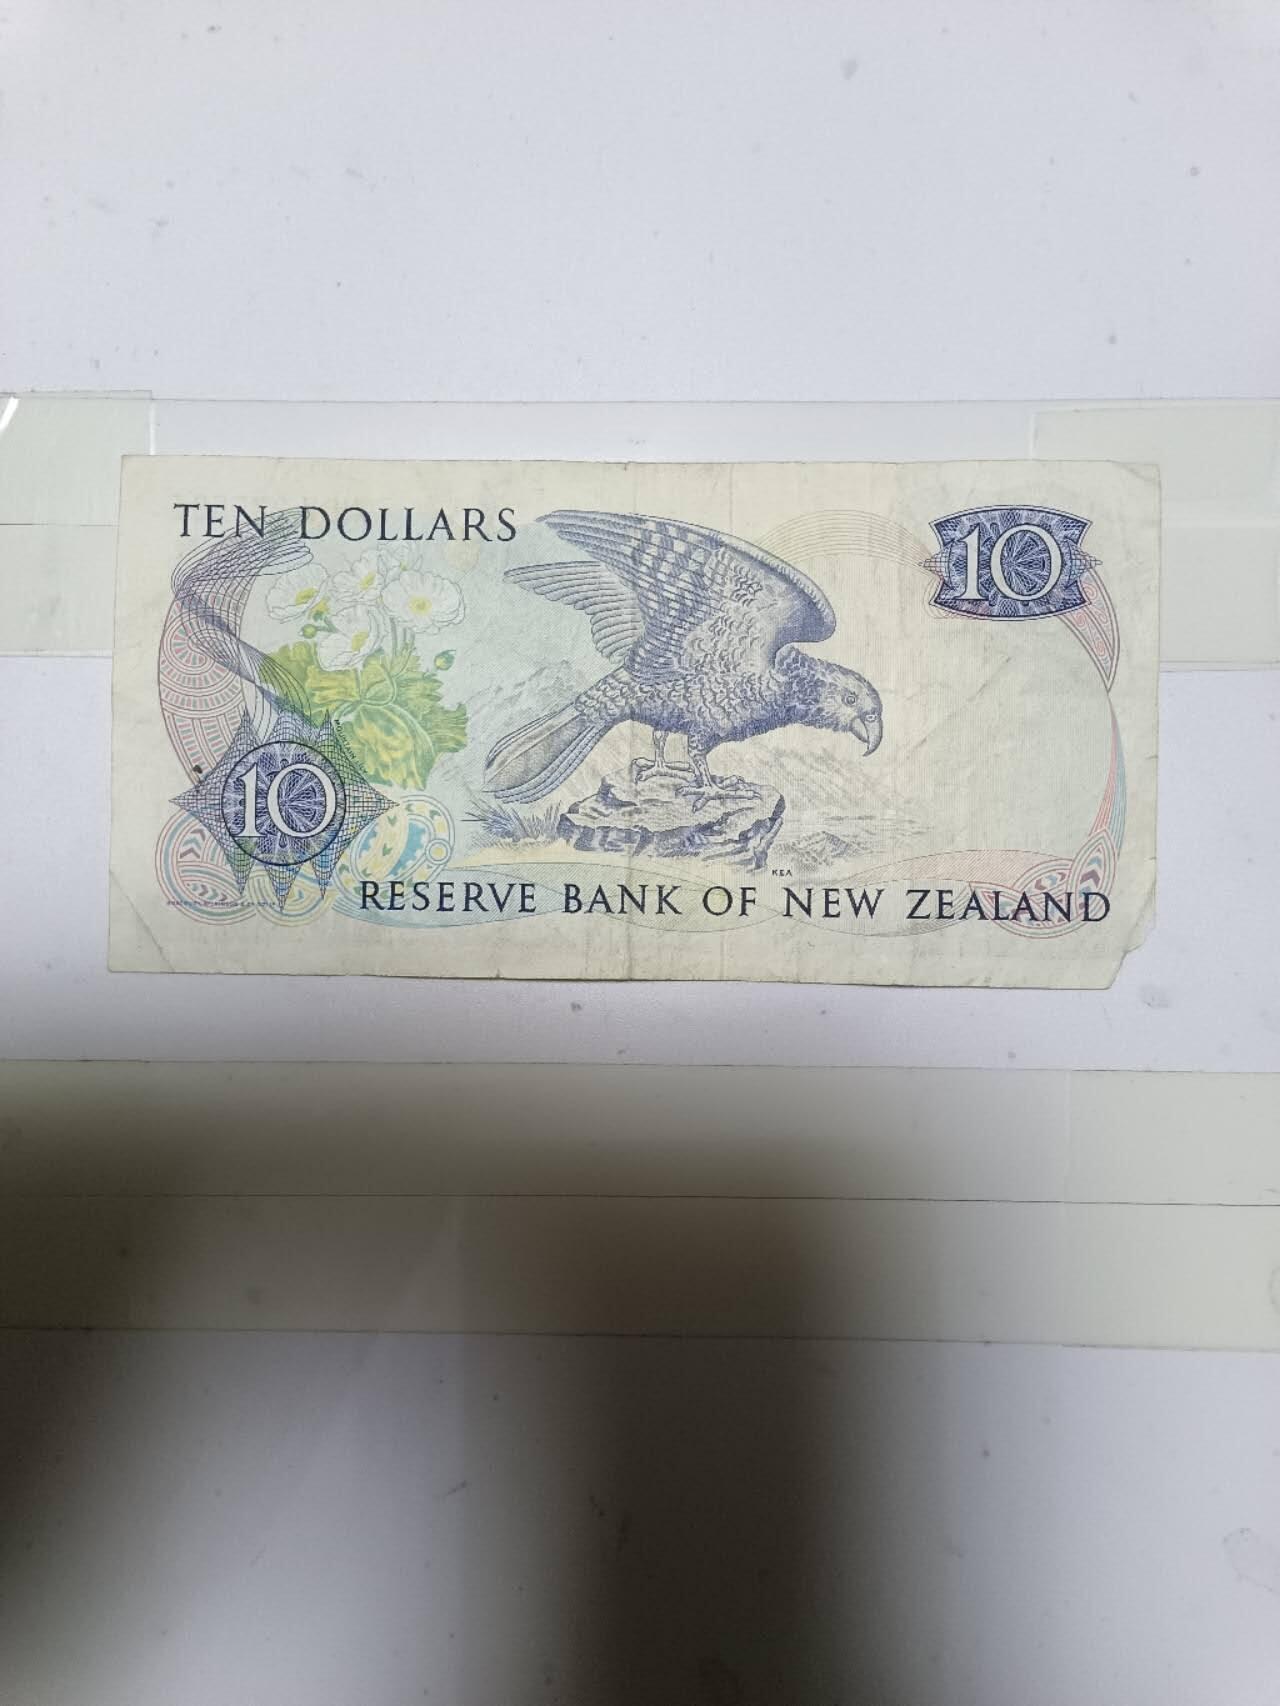 TEN DOLLARS
10
10
KEA
RESERVE BANK OF NEW ZEALAND